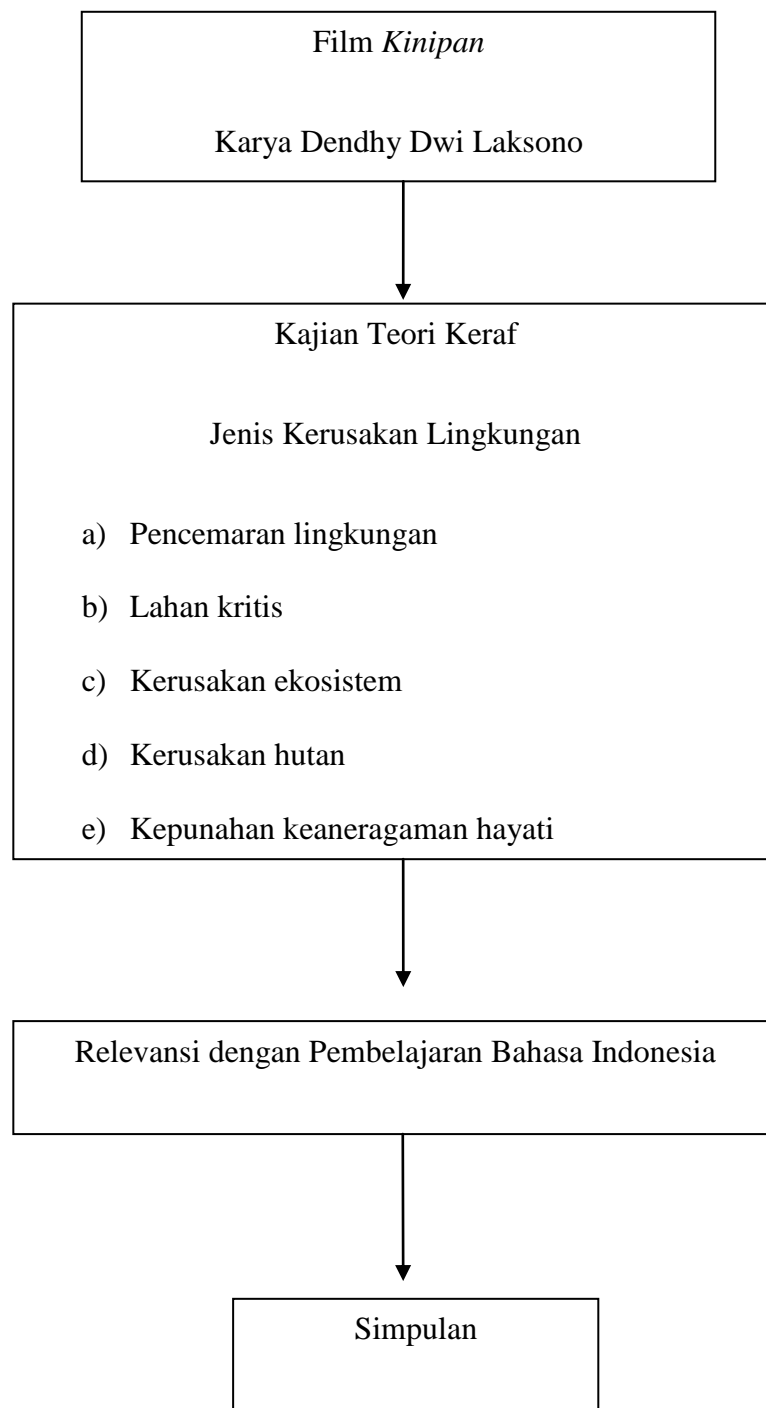 Film Kinipan
Karya Dendhy Dwi Laksono
Kajian Teori Keraf
Jenis Kerusakan Lingkungan
a) Pencemaran lingkungan
b) Lahan kritis
c) Kerusakan ekosistem
d) Kerusakan hutan
e) Kepunahan keaneragaman hayati
Relevansi dengan Pembelajaran Bahasa Indonesia
Simpulan